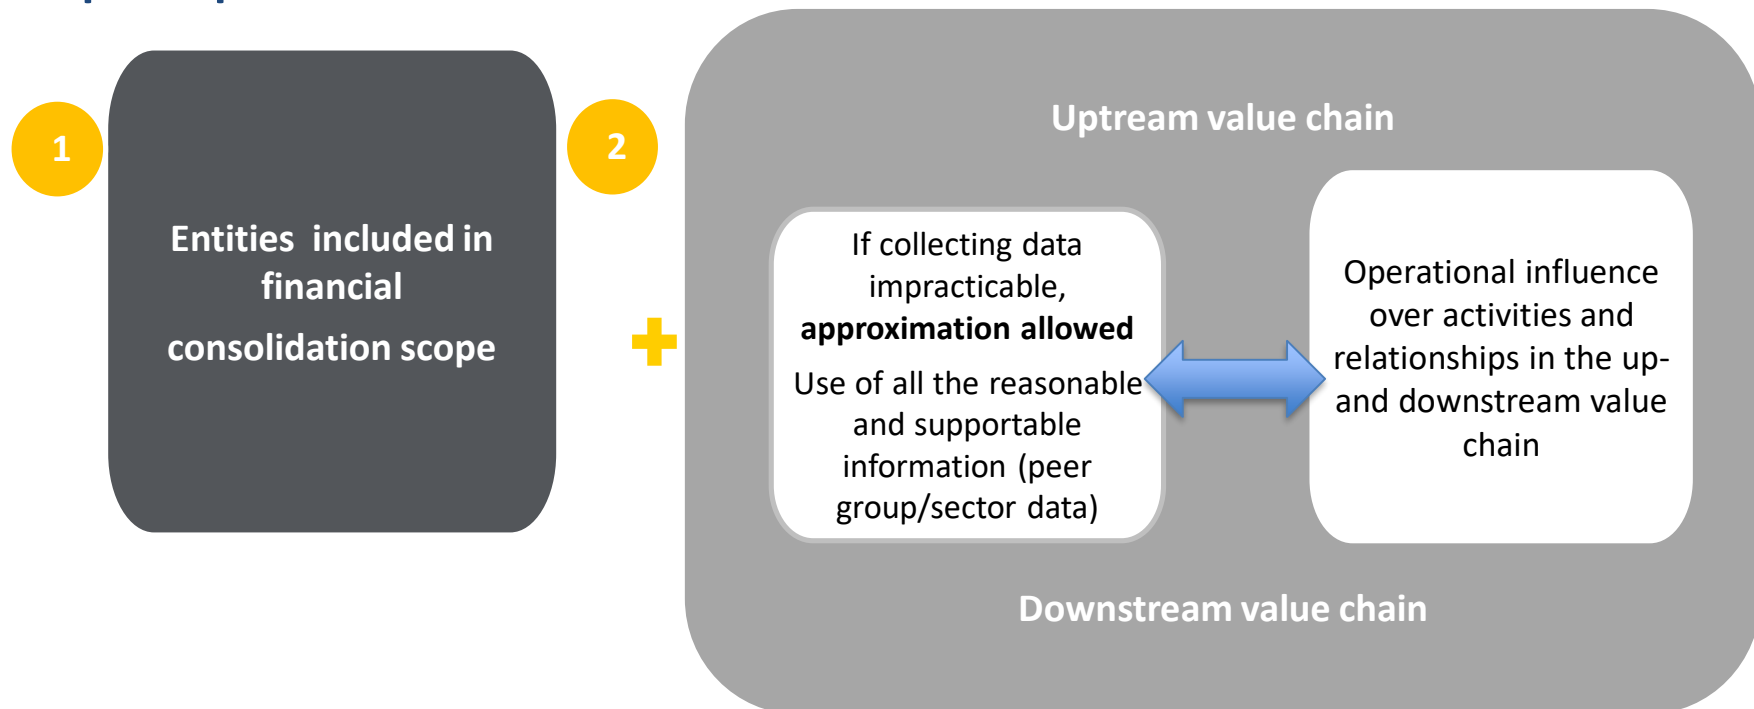 1
Entities included in
financial
consolidation scope
2
Uptream value chain
If collecting data
impracticable,
approximation allowed
Use of all the reasonable
and supportable
information (peer
group/sector data)
Operational influence
over activities and
relationships in the up-
and downstream value
chain
Downstream value chain